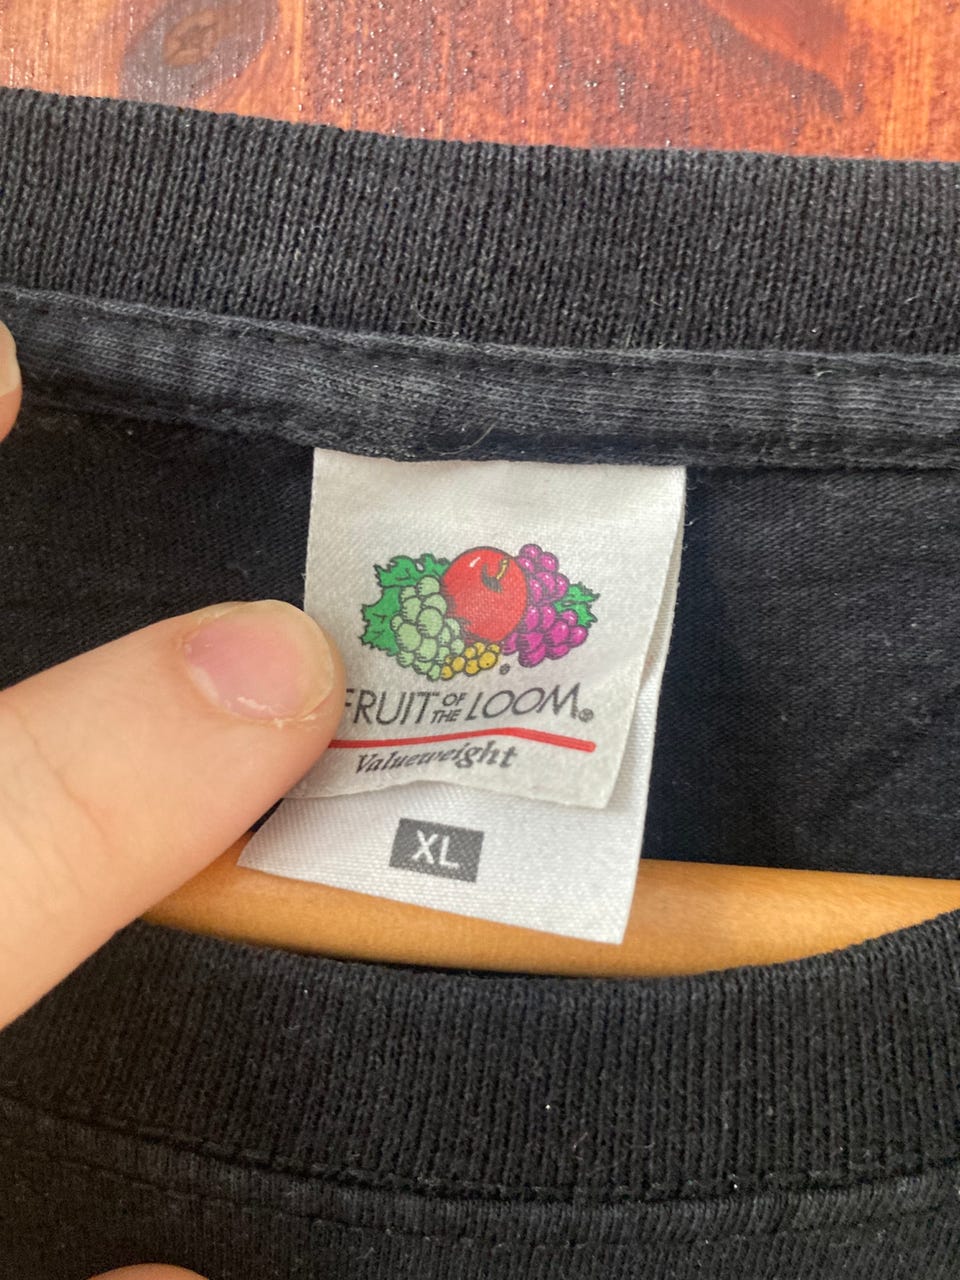 FRUIT OF THE LOOM®
Valueweight
XL